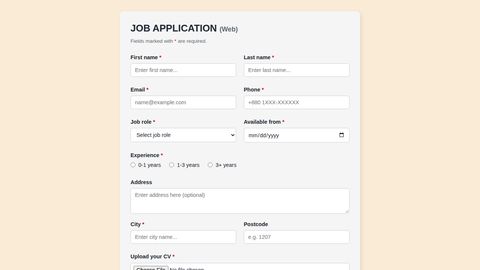 JOB APPLICATION (Web)
Fields marked with * are required
First name *
Last name *
Enter first name...
Enter last name...
Email *
Phone *
name@example.com
+880 1XXX-XXXXXX
Job role *
Available from *
Select job role
mm/dd/yyyy
Experience *
0-1 years
1-3 years
3+ years
Address
Enter address here (optional)
City *
Postcode
Enter city name...
e.g. 1207
Upload your CV *
Choose File No file chosen